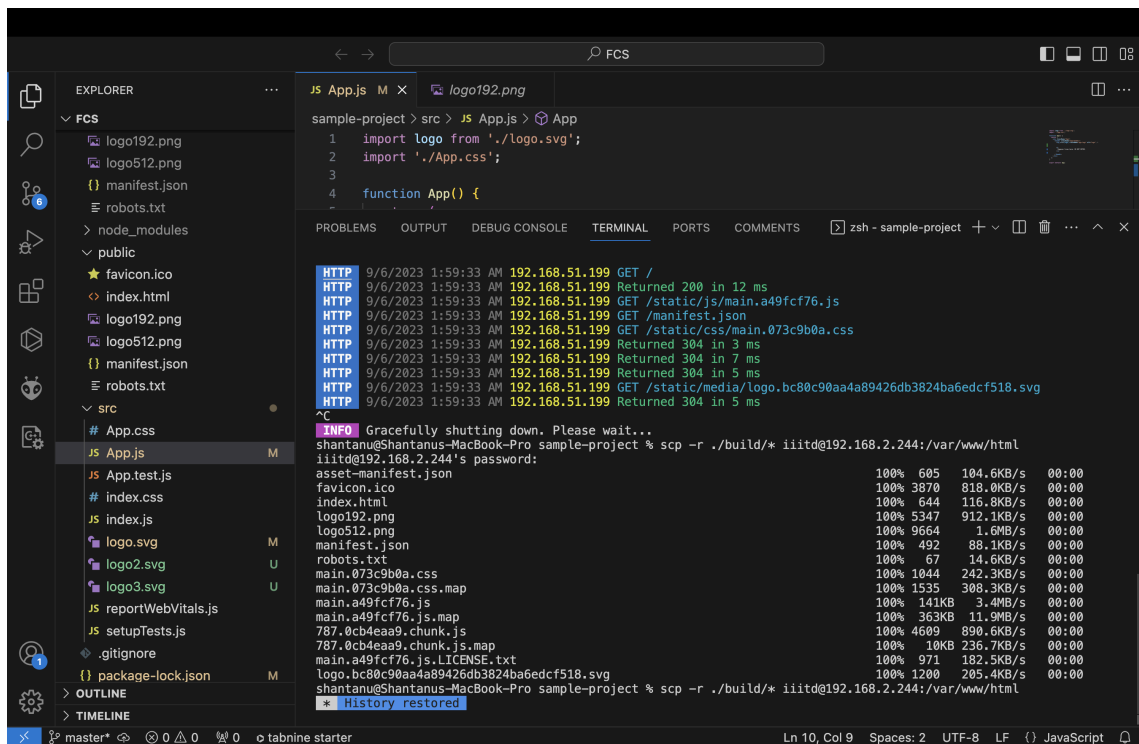 FCS
EXPLORER
FCS
logo192.png
logo512.png
{} manifest.json
robots.txt
node_modules
public
favicon.ico
<> index.html
logo192.png
logo512.png
{} manifest.json
robots.txt
src
# App.css
JS App.js M
JS App.test.js
# index.css
JS index.js
logo.svg M
logo2.svg U
logo3.svg U
JS reportWebVitals.js
JS setupTests.js
.gitignore
{} package-lock.json M
OUTLINE
TIMELINE
6
1
JS App.js M
logo192.png
sample-project > src > JS App.js > App
1 import logo from './logo.svg';
2 import './App.css';
3
4 function App() {
PROBLEMS OUTPUT DEBUG CONSOLE TERMINAL PORTS COMMENTS zsh - sample-project
HTTP 9/6/2023 1:59:33 AM 192.168.51.199 GET /
HTTP 9/6/2023 1:59:33 AM 192.168.51.199 Returned 200 in 12 ms
HTTP 9/6/2023 1:59:33 AM 192.168.51.199 GET /static/js/main.a49fcf76.js
HTTP 9/6/2023 1:59:33 AM 192.168.51.199 GET /manifest.json
HTTP 9/6/2023 1:59:33 AM 192.168.51.199 GET /static/css/main.073c9b0a.css
HTTP 9/6/2023 1:59:33 AM 192.168.51.199 Returned 304 in 3 ms
HTTP 9/6/2023 1:59:33 AM 192.168.51.199 Returned 304 in 7 ms
HTTP 9/6/2023 1:59:33 AM 192.168.51.199 Returned 304 in 5 ms
HTTP 9/6/2023 1:59:33 AM 192.168.51.199 GET /static/media/logo.bc80c90aa4a89426db3824ba6edcf518.svg
HTTP 9/6/2023 1:59:33 AM 192.168.51.199 Returned 304 in 5 ms
^C
INFO Gracefully shutting down. Please wait...
shantanu@Shantanus-MacBook-Pro sample-project % scp -r ./build/* iiitd@192.168.2.244:/var/www/html
iiitd@192.168.2.244's password:
asset-manifest.json 100% 605 104.6KB/s 00:00
favicon.ico 100% 3870 818.0KB/s 00:00
index.html 100% 644 116.8KB/s 00:00
logo192.png 100% 5347 912.1KB/s 00:00
logo512.png 100% 9664 1.6MB/s 00:00
manifest.json 100% 492 88.1KB/s 00:00
robots.txt 100% 67 14.6KB/s 00:00
main.073c9b0a.css 100% 1044 242.3KB/s 00:00
main.073c9b0a.css.map 100% 1535 308.3KB/s 00:00
main.a49fcf76.js 100% 141KB 3.4MB/s 00:00
main.a49fcf76.js.map 100% 363KB 11.9MB/s 00:00
787.0cb4eaa9.chunk.js 100% 4609 890.6KB/s 00:00
787.0cb4eaa9.chunk.js.map 100% 10KB 236.7KB/s 00:00
main.a49fcf76.js.LICENSE.txt 100% 971 182.5KB/s 00:00
logo.bc80c90aa4a89426db3824ba6edcf518.svg 100% 1200 205.4KB/s 00:00
shantanu@Shantanus-MacBook-Pro sample-project % scp -r ./build/* iiitd@192.168.2.244:/var/www/html
* History restored
master* 0 0 0 tabnine starter Ln 10, Col 9 Spaces: 2 UTF-8 LF {} JavaScript